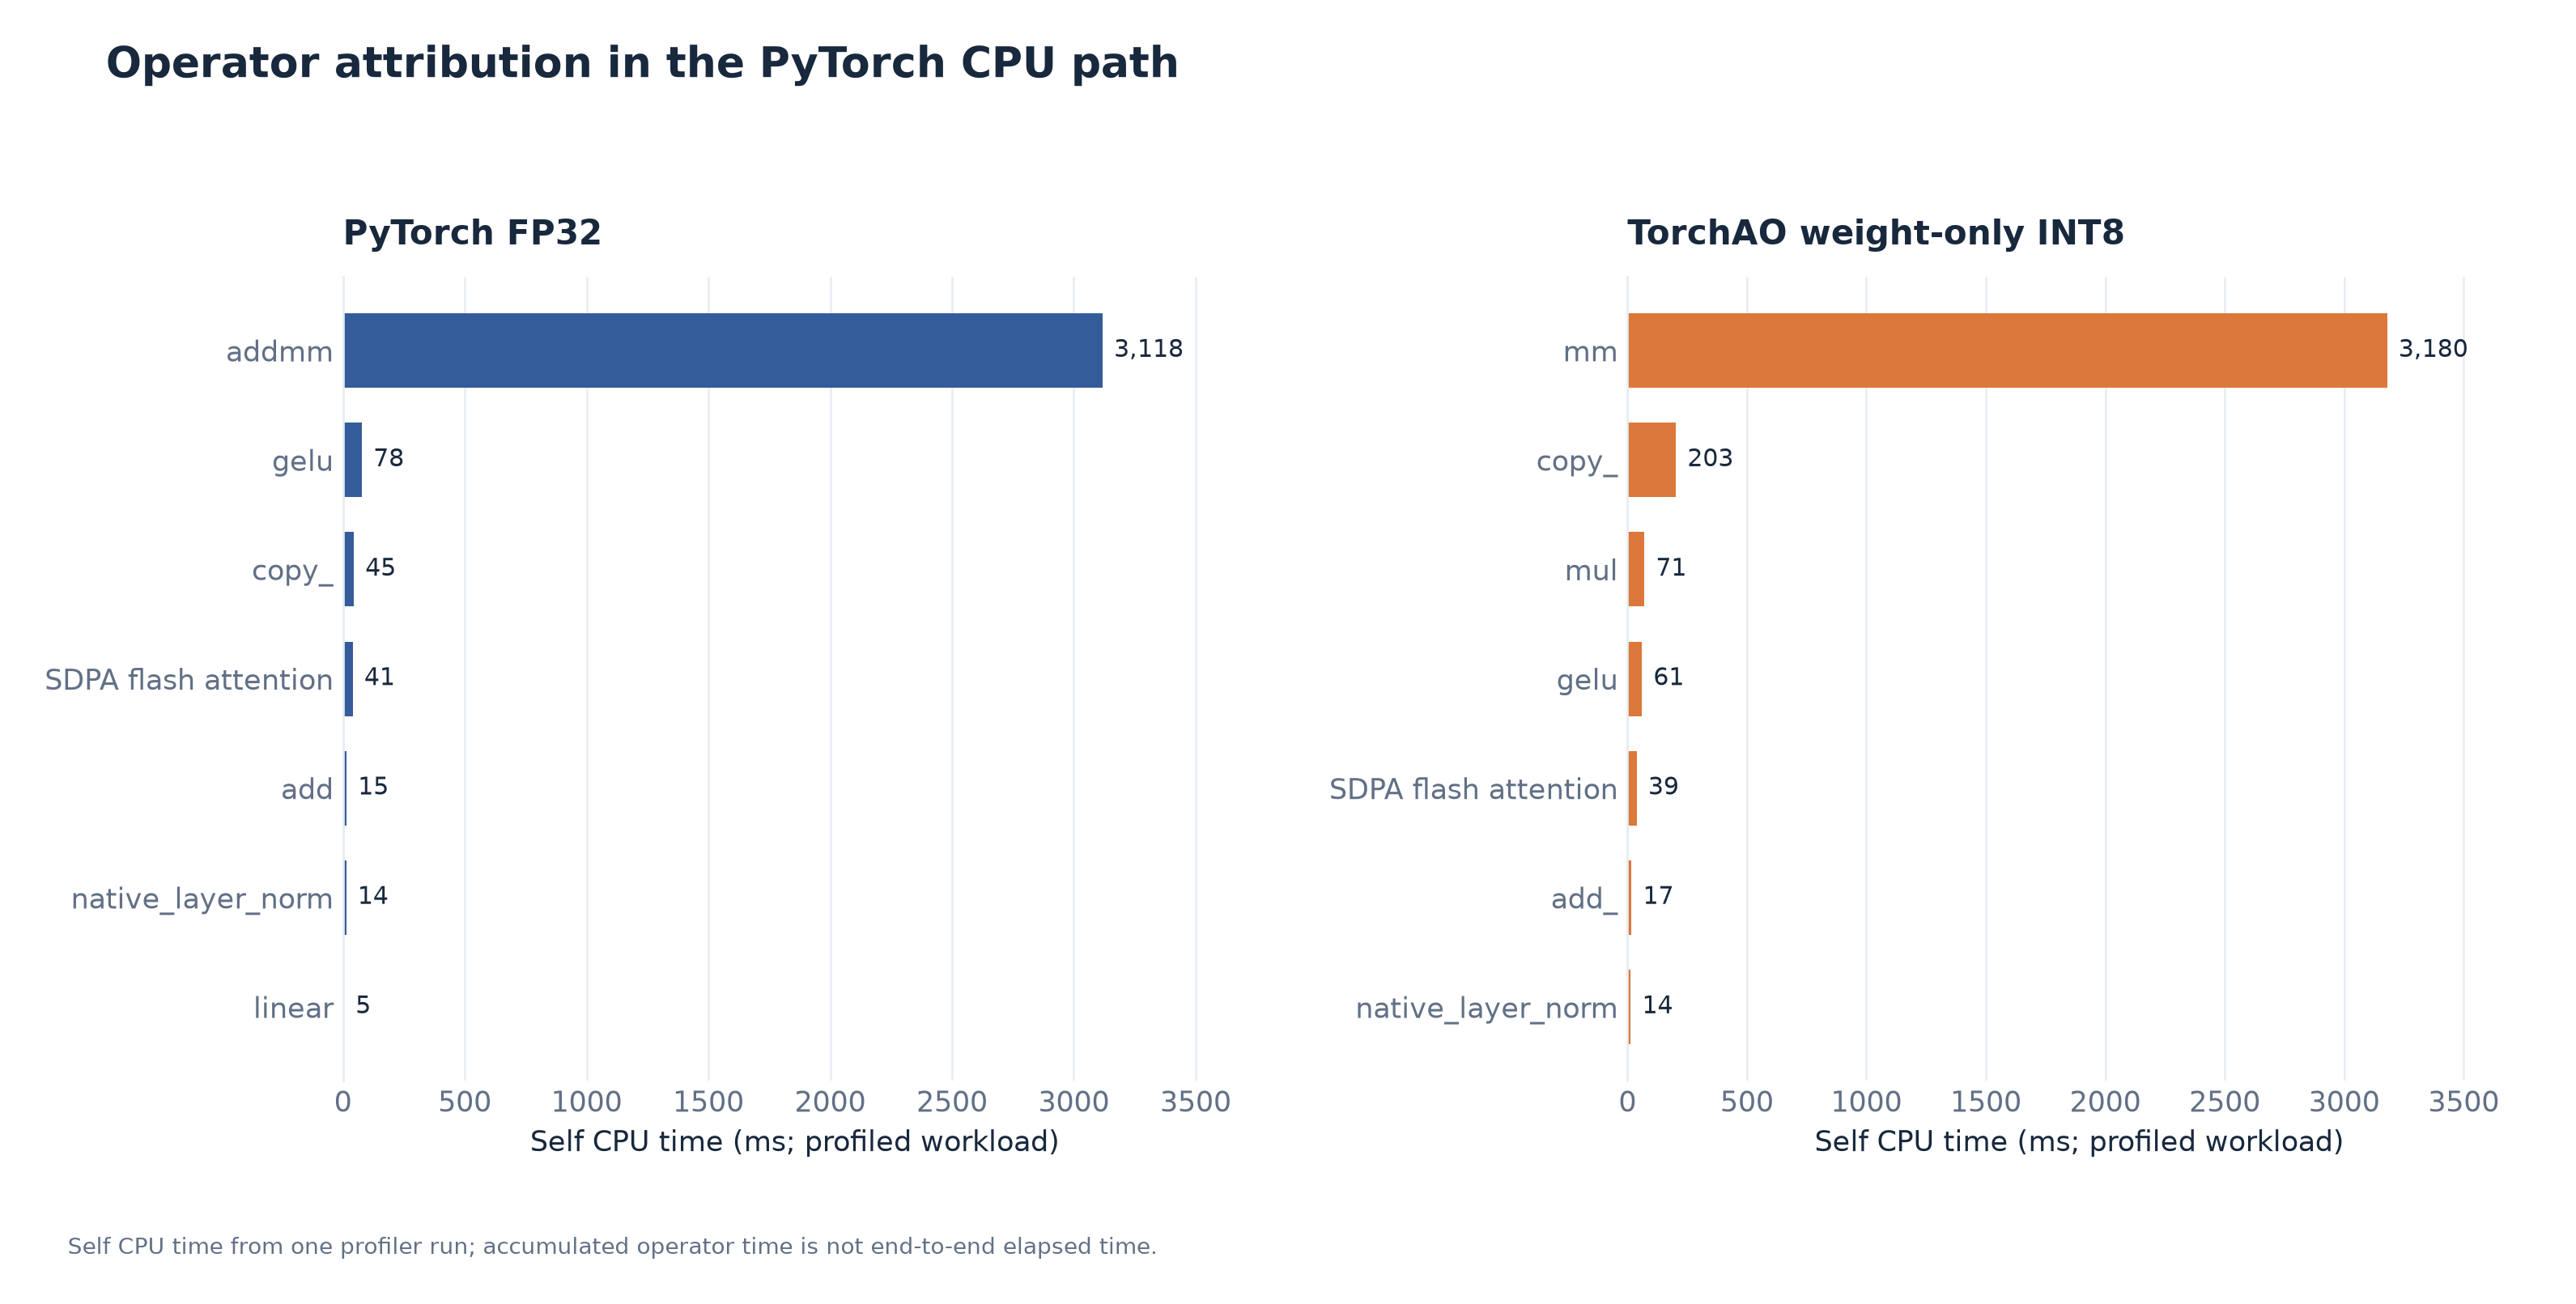 Operator attribution in the PyTorch CPU path
PyTorch FP32
addmm 3,118
gelu 78
copy_ 45
SDPA flash attention 41
add 15
native_layer_norm 14
linear 5
0 500 1000 1500 2000 2500 3000 3500
Self CPU time (ms; profiled workload)
TorchAO weight-only INT8
mm 3,180
copy_ 203
mul 71
gelu 61
SDPA flash attention 39
add_ 17
native_layer_norm 14
0 500 1000 1500 2000 2500 3000 3500
Self CPU time (ms; profiled workload)
Self CPU time from one profiler run; accumulated operator time is not end-to-end elapsed time.